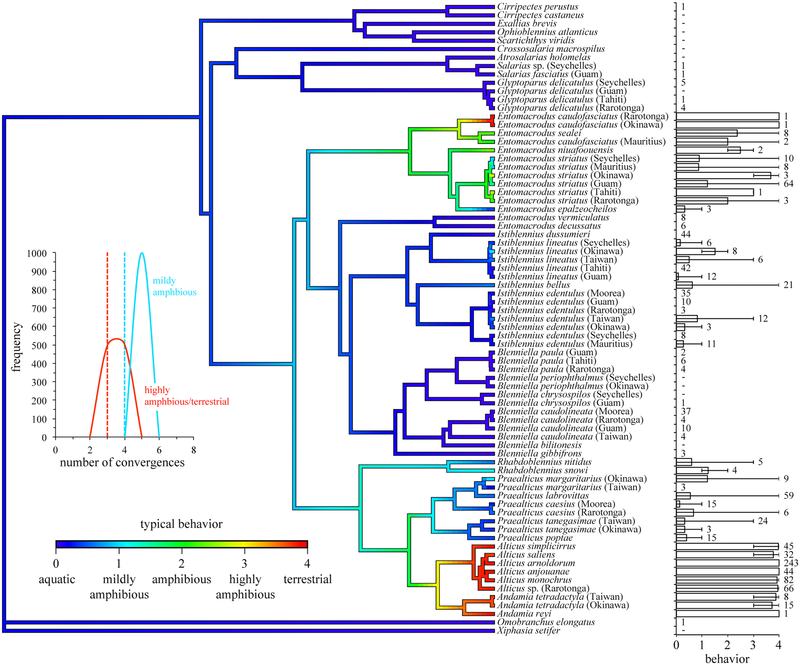 Cirripectes perustus 1
Cirripectes castaneus -
Exallias brevis -
Ophioblennius atlanticus -
Scartichthys viridis -
Crossosalaria macrospilus -
Atrosalarias holomelas -
Salarias sp. (Seychelles) 1
Salarias fasciatus (Guam) 1
Glyptoparus delicatulus (Seychelles) 5
Glyptoparus delicatulus (Guam) -
Glyptoparus delicatulus (Tahiti) 1
Glyptoparus delicatulus (Rarotonga) 4
Entomacrodus caudofasciatus (Rarotonga) 1
Entomacrodus caudofasciatus (Okinawa) 1
Entomacrodus sealei 8
Entomacrodus caudofasciatus (Mauritius) 2
Entomacrodus niuafoouensis 2
Entomacrodus striatus (Seychelles) 10
Entomacrodus striatus (Mauritius) 8
Entomacrodus striatus (Okinawa) 3
Entomacrodus striatus (Guam) 64
Entomacrodus striatus (Tahiti) 1
Entomacrodus striatus (Rarotonga) 3
Entomacrodus epalzeocheilos 3
Entomacrodus vermiculatus 8
Entomacrodus decussatus 6
Istiblennius dussumieri 44
Istiblennius lineatus (Seychelles) 6
Istiblennius lineatus (Okinawa) 8
Istiblennius lineatus (Taiwan) 6
Istiblennius lineatus (Tahiti) 42
Istiblennius lineatus (Guam) 12
Istiblennius bellus 21
Istiblennius edentulus (Moorea) 35
Istiblennius edentulus (Guam) 10
Istiblennius edentulus (Rarotonga) 3
Istiblennius edentulus (Taiwan) 12
Istiblennius edentulus (Okinawa) 3
Istiblennius edentulus (Seychelles) 8
Istiblennius edentulus (Mauritius) 11
Blenniella paula (Guam) 2
Blenniella paula (Tahiti) 6
Blenniella paula (Rarotonga) 4
Blenniella periophthalmus (Seychelles) -
Blenniella periophthalmus (Okinawa) -
Blenniella chrysospilos (Seychelles) -
Blenniella chrysospilos (Guam) 1
Blenniella caudolineata (Moorea) 37
Blenniella caudolineata (Rarotonga) 4
Blenniella caudolineata (Guam) 10
Blenniella caudolineata (Taiwan) 4
Blenniella bilitonensis -
Blenniella gibbifrons 3
Rhabdoblennius nitidus 5
Rhabdoblennius snowi 4
Praealticus margaritarius (Okinawa) 9
Praealticus margaritarius (Taiwan) 3
Praealticus labrovittas 59
Praealticus caesius (Moorea) 15
Praealticus caesius (Rarotonga) 6
Praealticus tanegasimae (Taiwan) 24
Praealticus tanegasimae (Okinawa) 3
Praealticus poptae 15
Alticus simplicirrus 45
Alticus saliens 32
Alticus arnoldorum 243
Alticus anjouanae 44
Alticus monochrus 82
Alticus sp. (Rarotonga) 66
Andamia tetradactyla (Taiwan) 8
Andamia tetradactyla (Okinawa) 15
Andamia reyi 1
Omobranchus elongatus 1
Xiphasia setifer -
0 1 2 3 4
behavior
1000
900
800
700
600
500
400
300
200
100
0
frequency
0 2 4 6 8
number of convergences
mildly
amphibious
highly
amphibious/terrestrial
typical behavior
0 1 2 3 4
aquatic mildly amphibious amphibious highly amphibious terrestrial